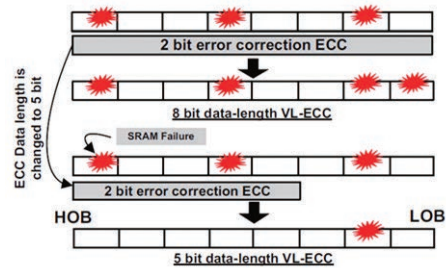 2 bit error correction ECC
8 bit data-length VL-ECC
ECC Data length is
changed to 5 bit
SRAM Failure
2 bit error correction ECC
HOB
LOB
5 bit data-length VL-ECC